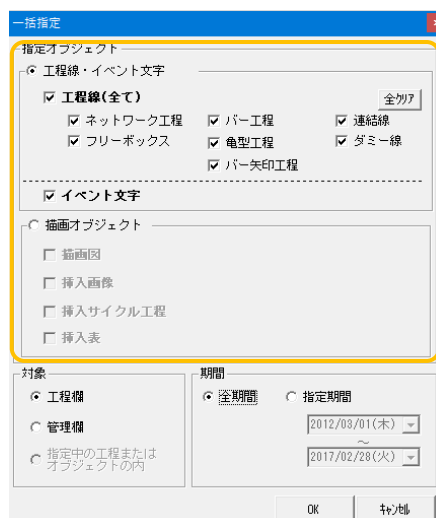 一括指定
指定オブジェクト
工程線・イベント文字
工程線(全て)
全クリア
ネットワーク工程 バー工程 連結線
フリーボックス 亀型工程 ダミー線
バー矢印工程
イベント文字
描画オブジェクト
描画図
挿入画像
挿入サイクル工程
挿入表
対象
工程欄
管理欄
指定中の工程または
オブジェクトの内
期間
全期間 指定期間
2012/03/01(木)
~
2017/02/28(火)
OK キャンセル